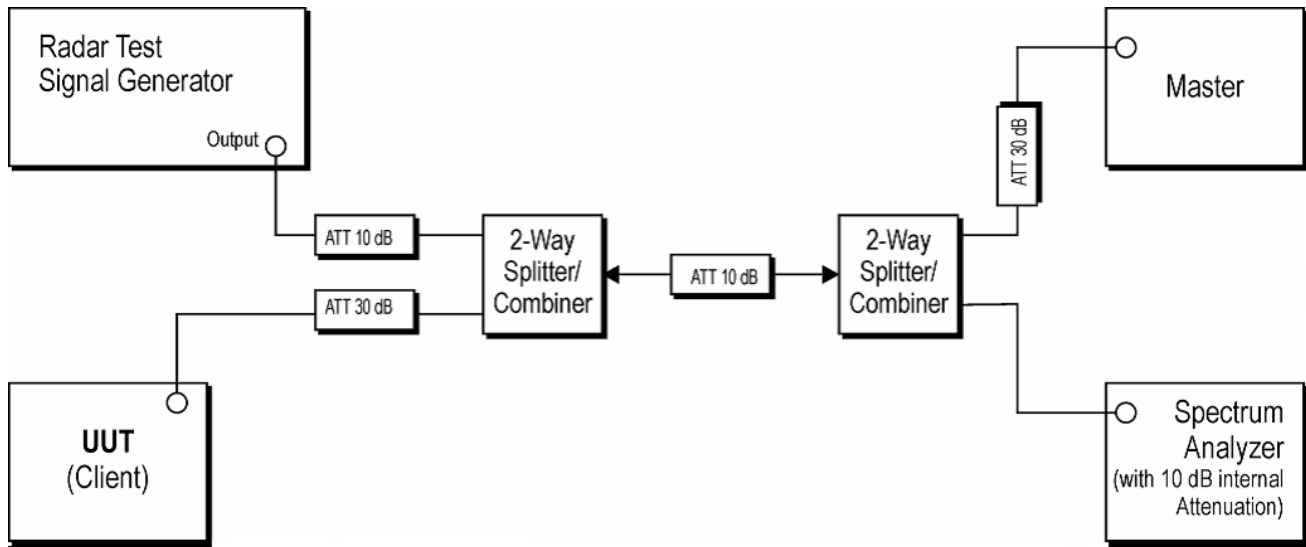 Radar Test
Signal Generator
Output
ATT 10 dB
2-Way
Splitter/
Combiner
ATT 30 dB
UUT
(Client)
ATT 10 dB
2-Way
Splitter/
Combiner
ATT 30 dB
Master
Spectrum
Analyzer
(with 10 dB internal
Attenuation)